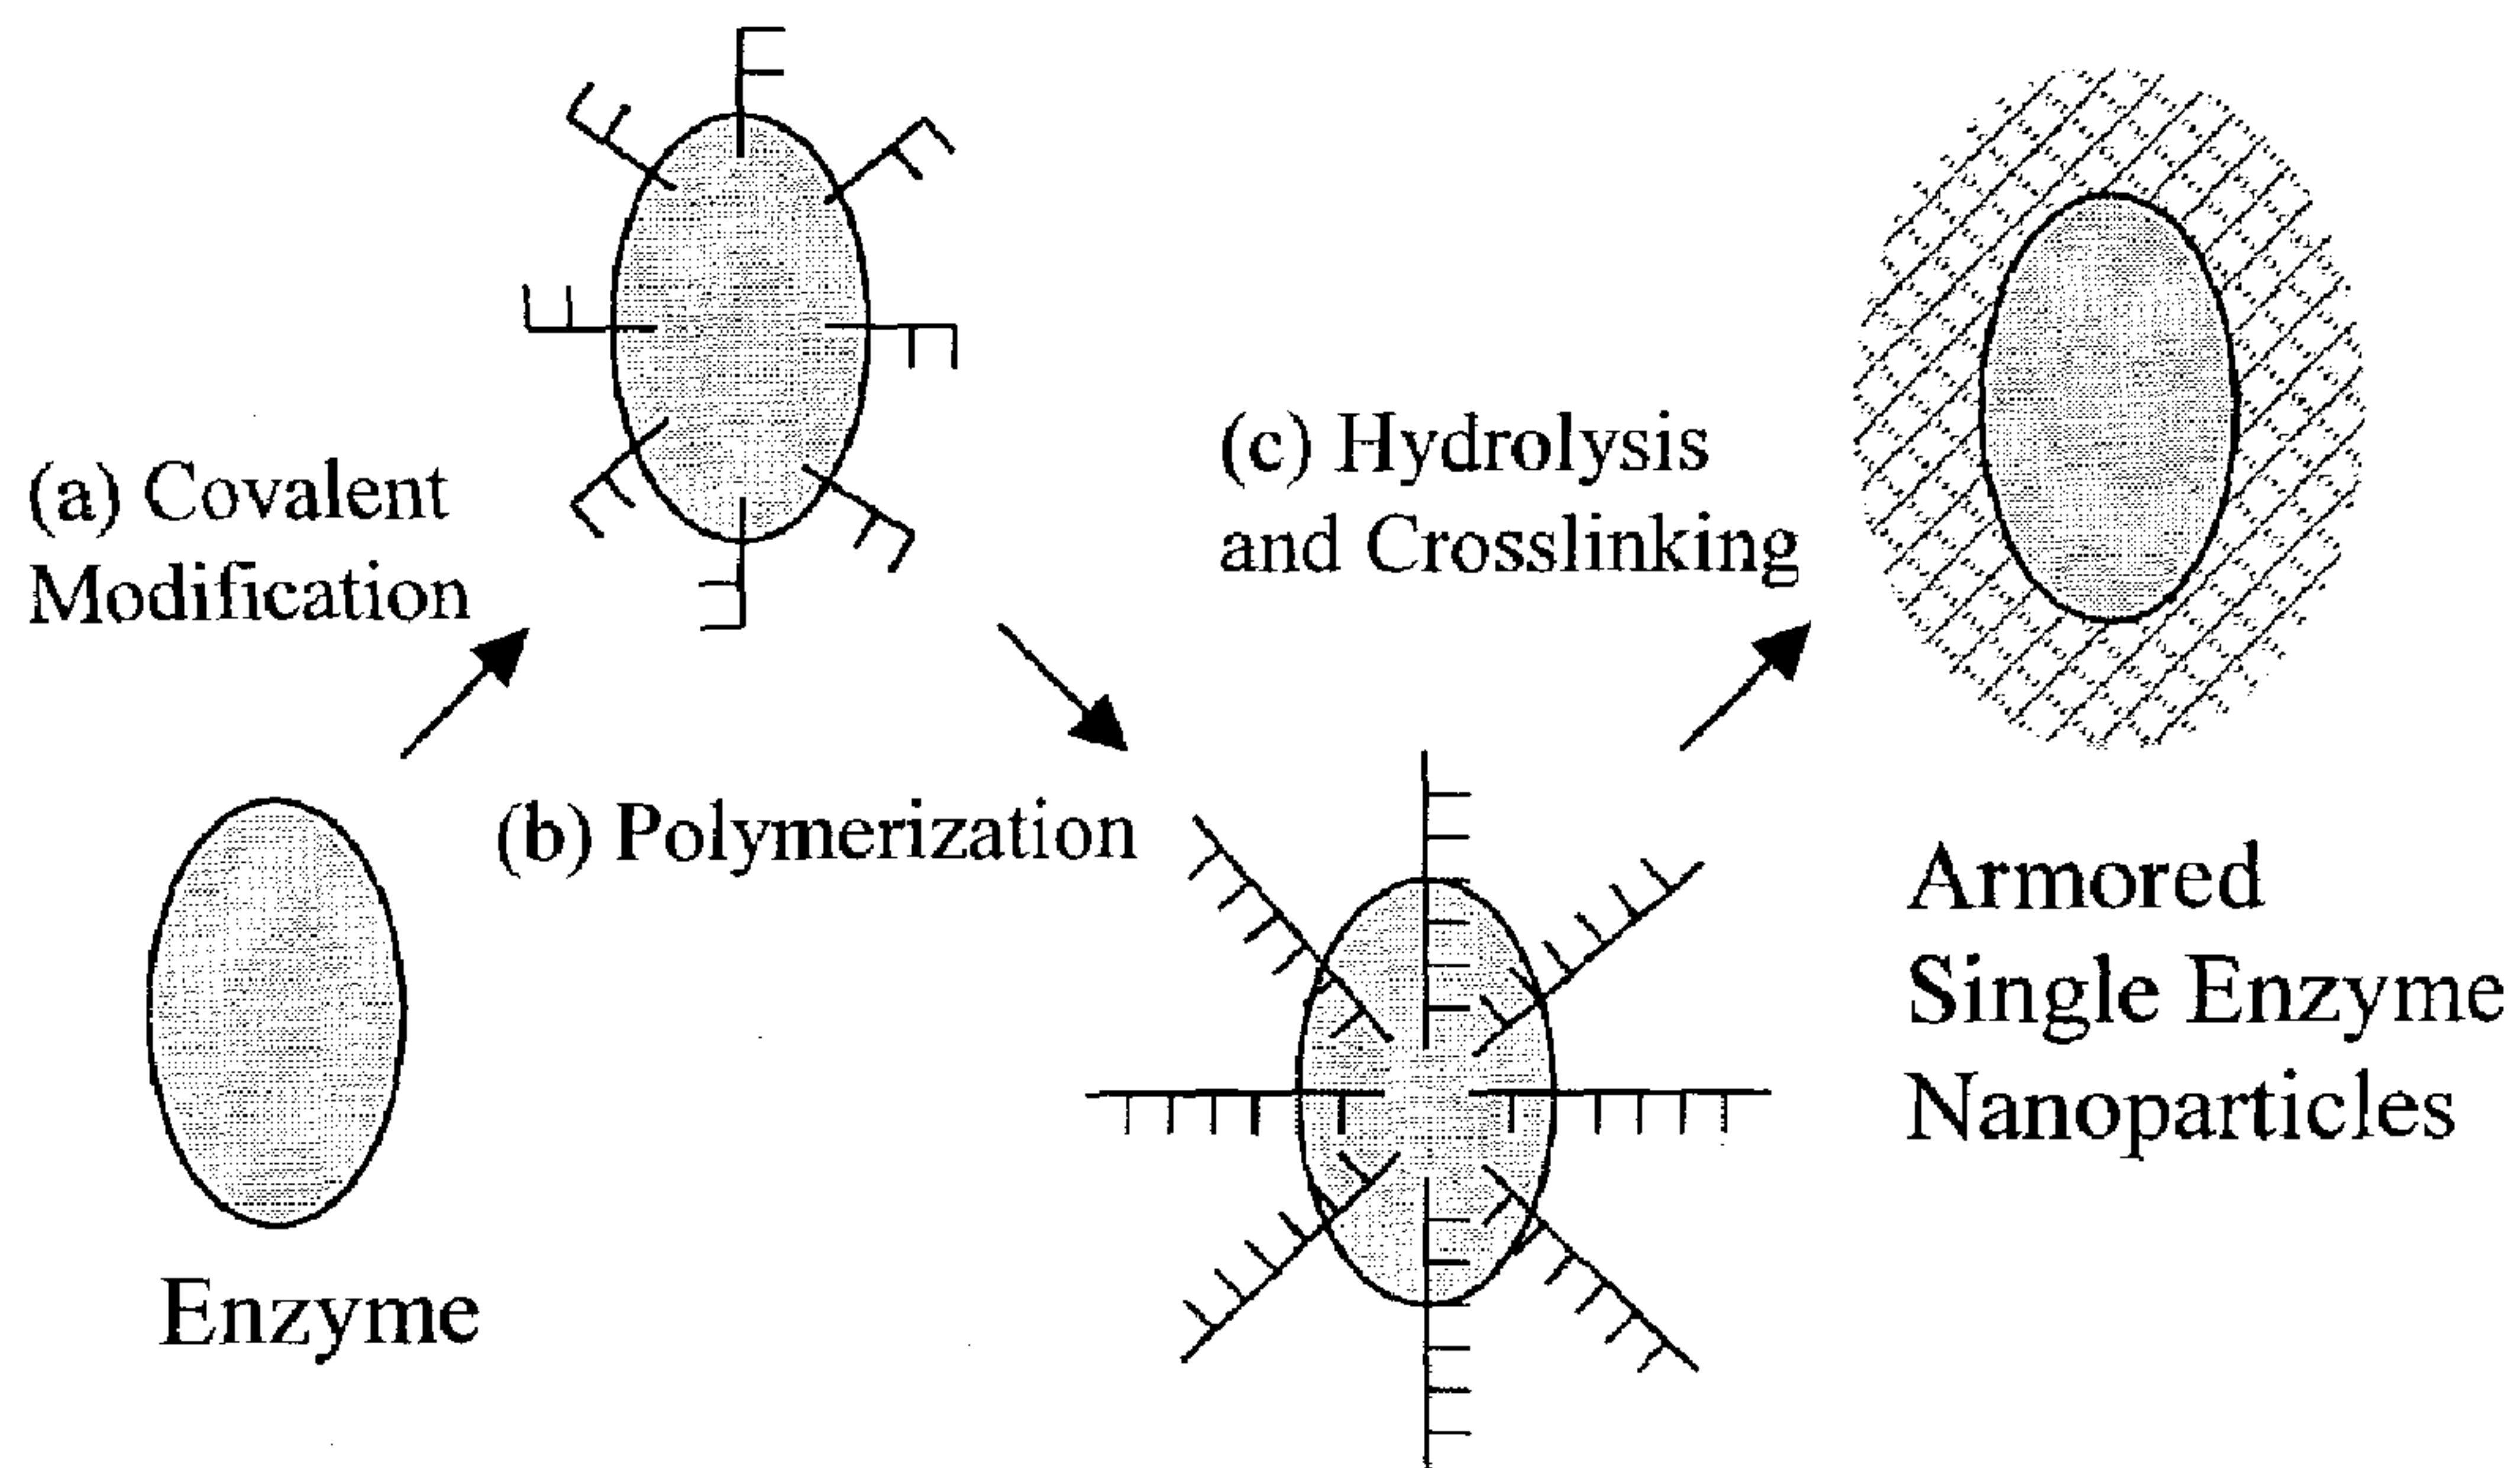 (a) Covalent
Modification
Enzyme
(b) Polymerization
(c) Hydrolysis
and Crosslinking
Armored
Single Enzyme
Nanoparticles